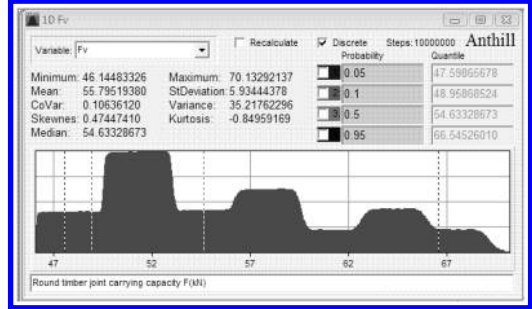 1D Fv
Variable: Fv
Recalculate
Discrete Steps:10000000 Anthill
Probability Quantile
Minimum: 46.14483326 Maximum: 70.13292137
Mean: 55.79519380 StDeviation: 5.93444378
CoVar: 0.10636120 Variance: 35.21762296
Skewnes: 0.47447410 Kurtosis: -0.84959169
Median: 54.63328673
0.05 47.59865678
2 0.1 48.95868524
3 0.5 54.63328673
0.95 66.54526010
47 52 57 62 67
Round timber joint carrying capacity F(kN)